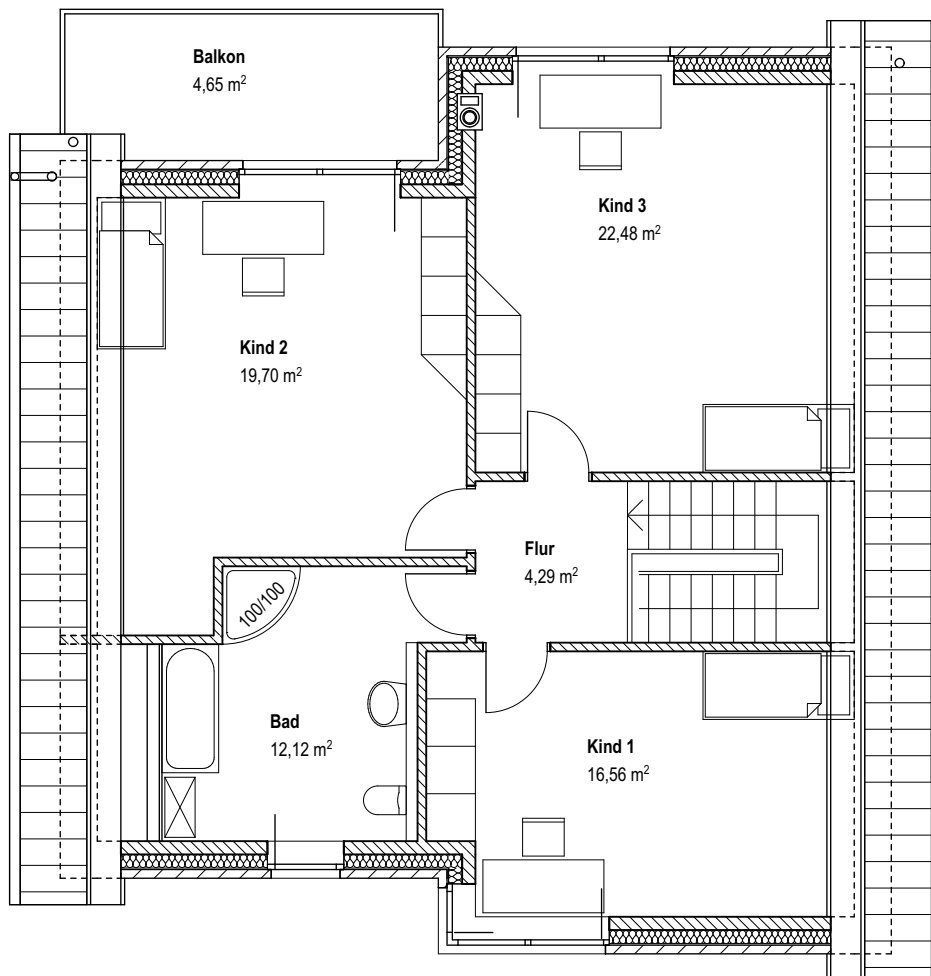 Balkon
4,65 m²
Kind 3
22,48 m²
Kind 2
19,70 m²
Flur
4,29 m²
100/100
Bad
12,12 m²
Kind 1
16,56 m²